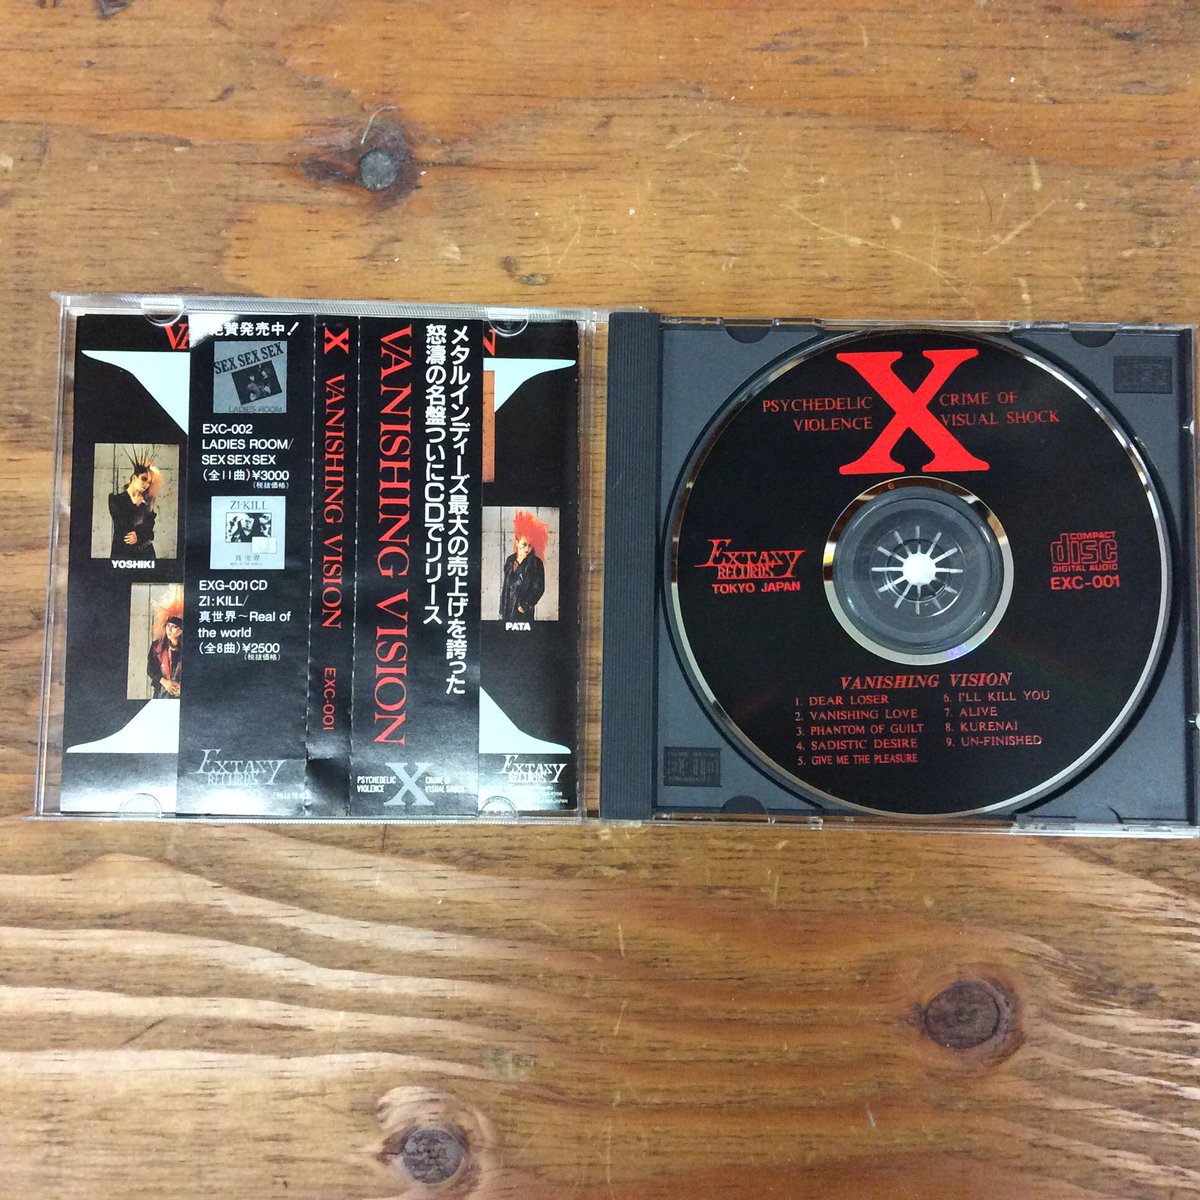 絶賛発売中!
SEX SEX SEX
LADIES ROOM
EXC-002
LADIES ROOM/
SEX SEX SEX
(全11曲)¥3000
(税抜価格)
ZI:KILL
真世界
EXG-001CD
ZI:KILL/
真世界〜Real of
the world
(全8曲)¥2500
(税抜価格)
EXTASY
RECORDS
YOSHIKI
X VANISHING VISION EXC-001
VANISHING VISION
PSYCHEDELIC
VIOLENCE
X
CRIME OF
VISUAL SHOCK
メタルインディーズ最大の売上げを誇った
怒濤の名盤ついにCDでリリース
PATA
EXTASY
RECORDS
PSYCHEDELIC
VIOLENCE
X
CRIME OF
VISUAL SHOCK
EXTASY
RECORDS
TOKYO JAPAN
COMPACT
disc
DIGITAL AUDIO
EXC-001
VANISHING VISION
1. DEAR LOSER
2. VANISHING LOVE
3. PHANTOM OF GUILT
4. SADISTIC DESIRE
5. GIVE ME THE PLEASURE
6. I'LL KILL YOU
7. ALIVE
8. KURENAI
9. UN-FINISHED